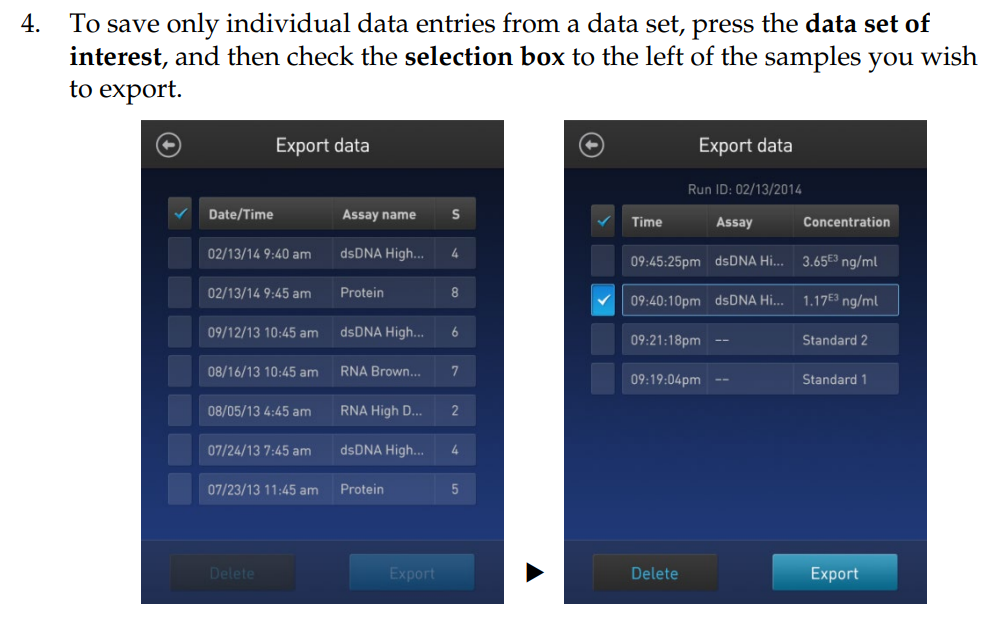 4. To save only individual data entries from a data set, press the data set of
interest, and then check the selection box to the left of the samples you wish
to export.
Export data
Date/Time Assay name S
02/13/14 9:40 am dsDNA High... 4
02/13/14 9:45 am Protein 8
09/12/13 10:45 am dsDNA High... 6
08/16/13 10:45 am RNA Brown... 7
08/05/13 4:45 am RNA High D... 2
07/24/13 7:45 am dsDNA High... 4
07/23/13 11:45 am Protein 5
Delete Export
Export data
Run ID: 02/13/2014
Time Assay Concentration
09:45:25pm dsDNA Hi... 3.65E3 ng/ml
09:40:10pm dsDNA Hi... 1.17E3 ng/ml
09:21:18pm -- Standard 2
09:19:04pm -- Standard 1
Delete Export